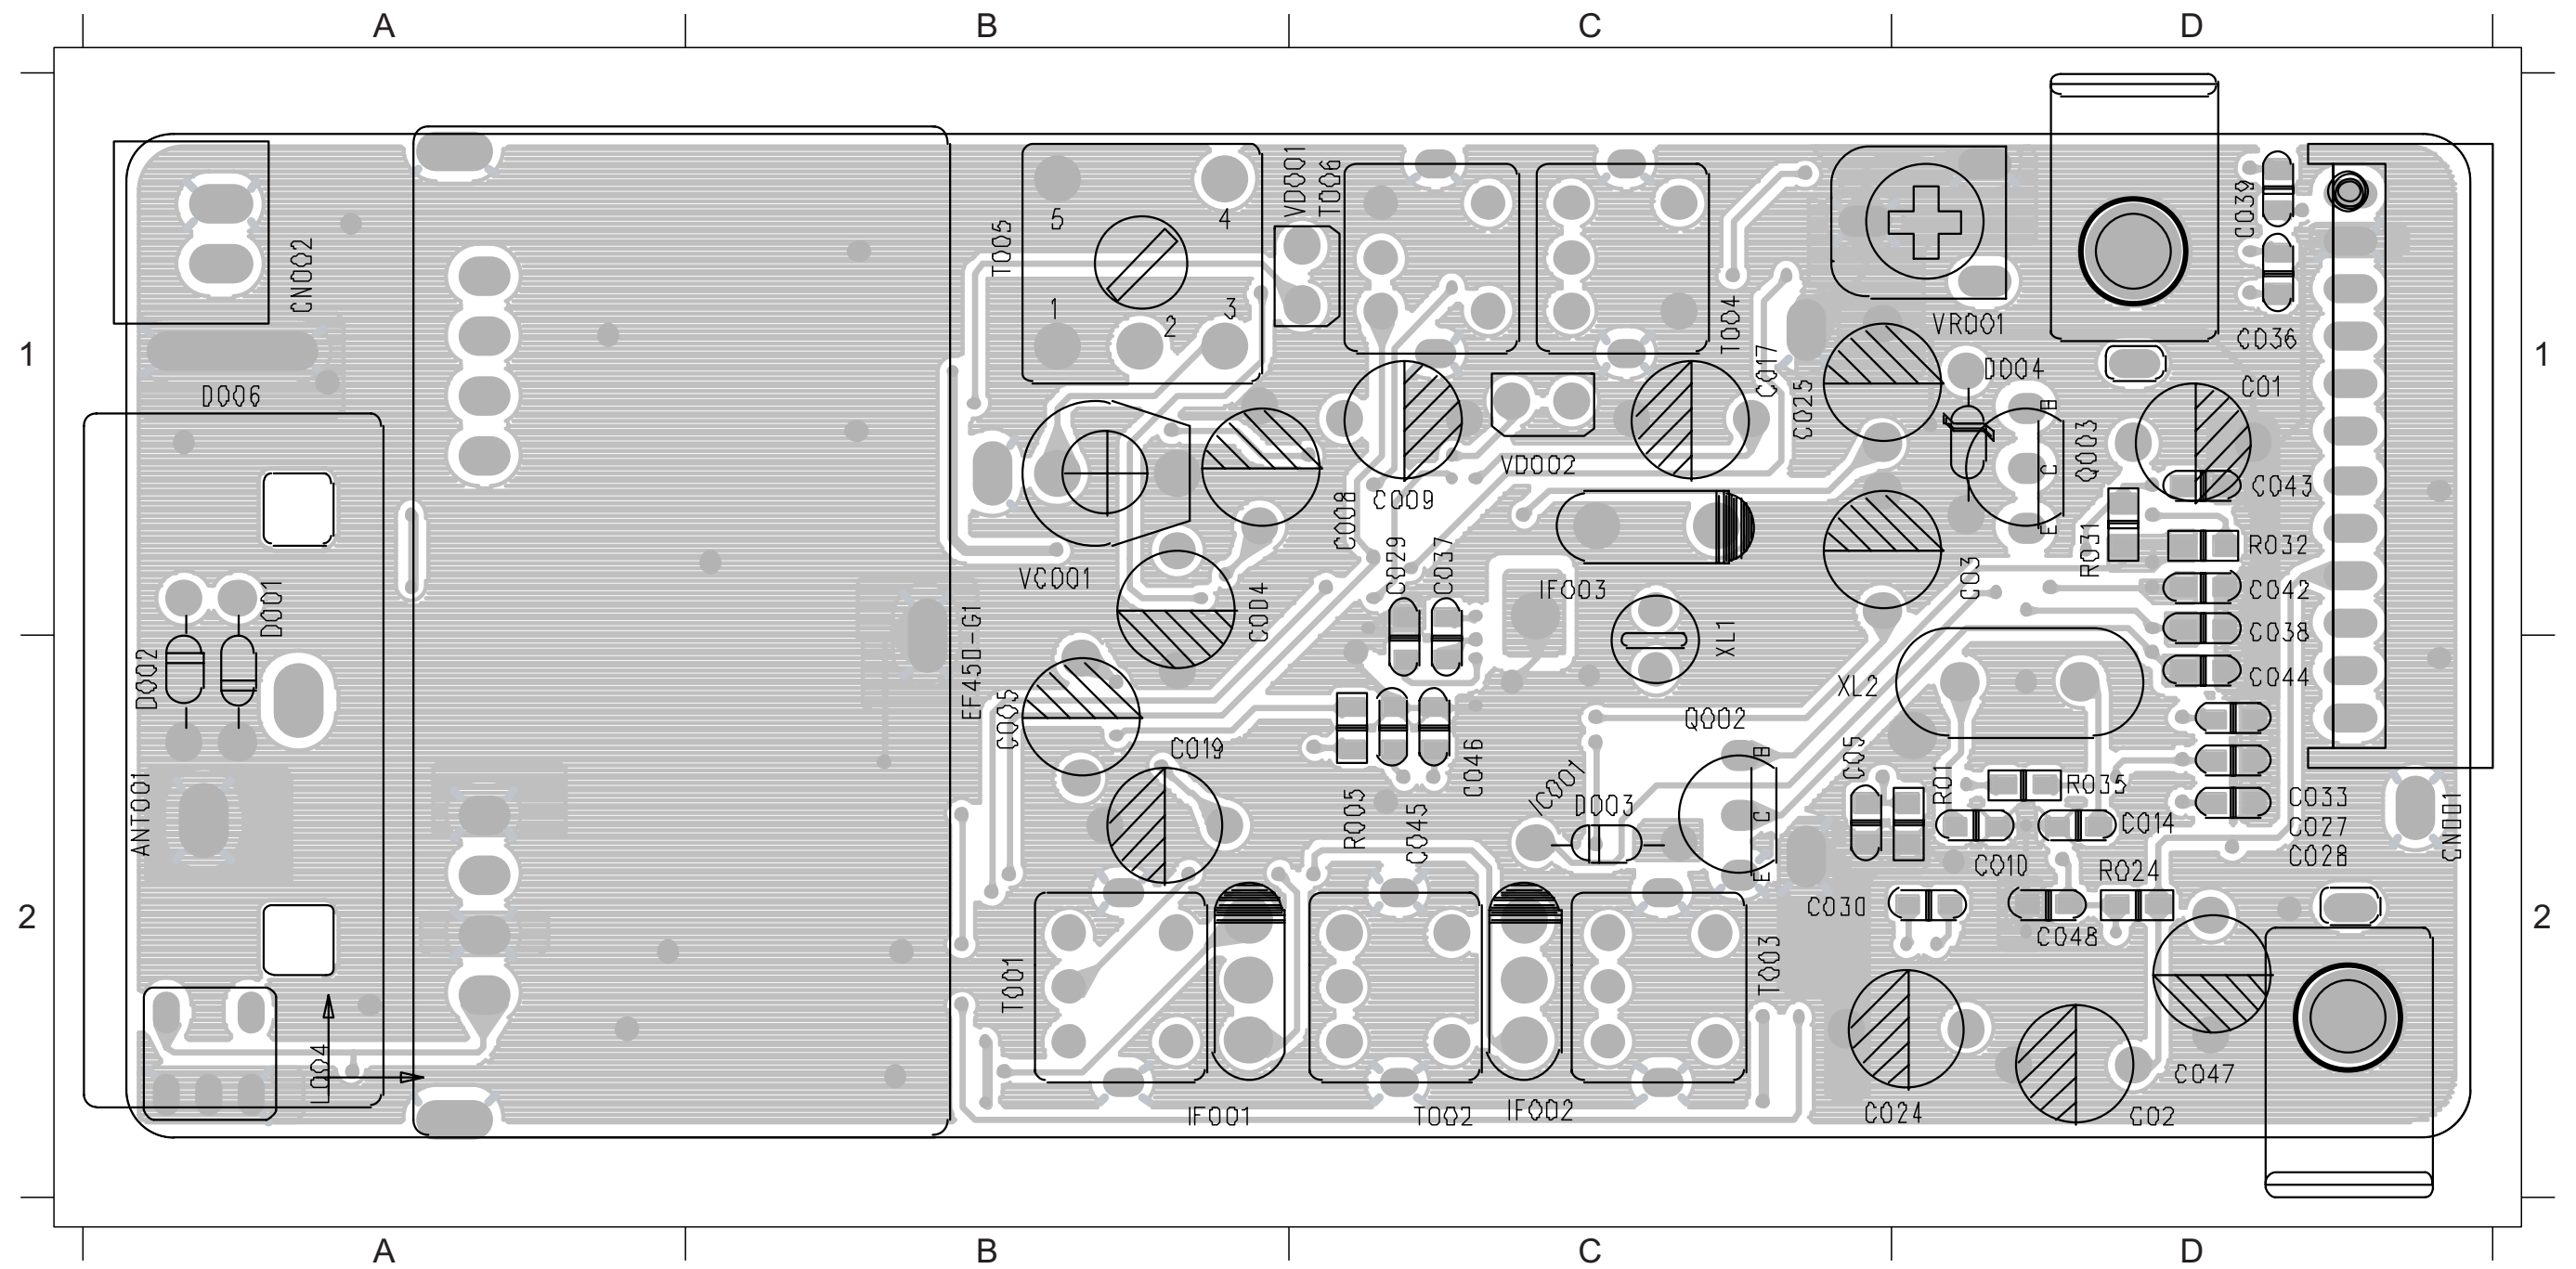 A B C D
1 1
2 2
CN002
D006
D001
D002
ANT001
L004
EF450-G1
T005
5 4
1 2 3
VD001
T006
T004
C017
C025
VR001
D004
C039
C036
C01
B
C
E
Q003
VD002
C009
C008
C043
R031
R032
C042
C038
C044
VC001
C004
C029
C037
IF003
C03
XL1
XL2
C005
C019
Q002
B
C
E
C05
R01
R035
C046
IC001
D003
R005
C045
C014
C033
C027
C028
CN001
C010
R024
C030
C048
T001
T003
C047
IF001
T002
IF002
C024
C02
A B C D